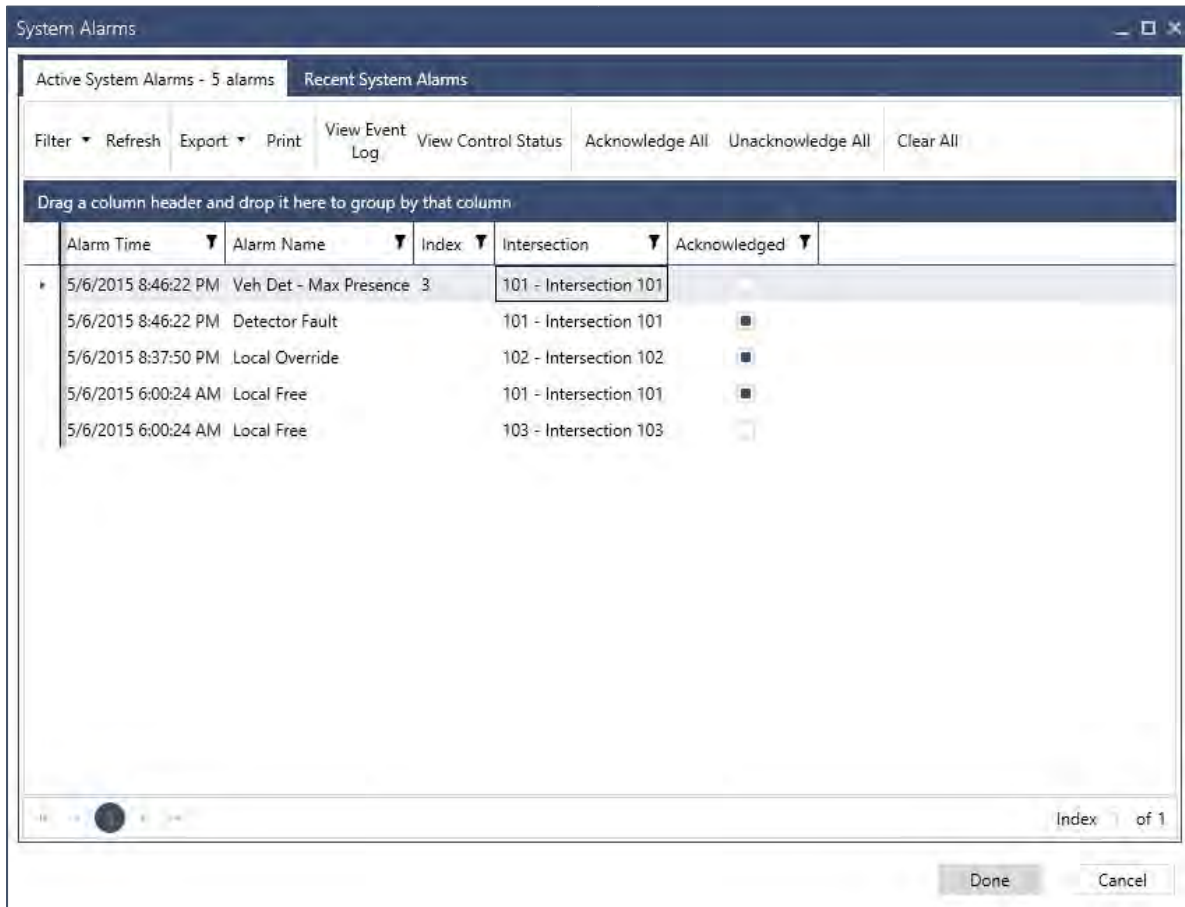 System Alarms
Active System Alarms - 5 alarms Recent System Alarms
Filter Refresh Export Print View Event Log View Control Status Acknowledge All Unacknowledge All Clear All
Drag a column header and drop it here to group by that column
Alarm Time Alarm Name Index Intersection Acknowledged
5/6/2015 8:46:22 PM Veh Det - Max Presence 3 101 - Intersection 101
5/6/2015 8:46:22 PM Detector Fault 101 - Intersection 101
5/6/2015 8:37:50 PM Local Override 102 - Intersection 102
5/6/2015 6:00:24 AM Local Free 101 - Intersection 101
5/6/2015 6:00:24 AM Local Free 103 - Intersection 103
Index of 1
Done Cancel